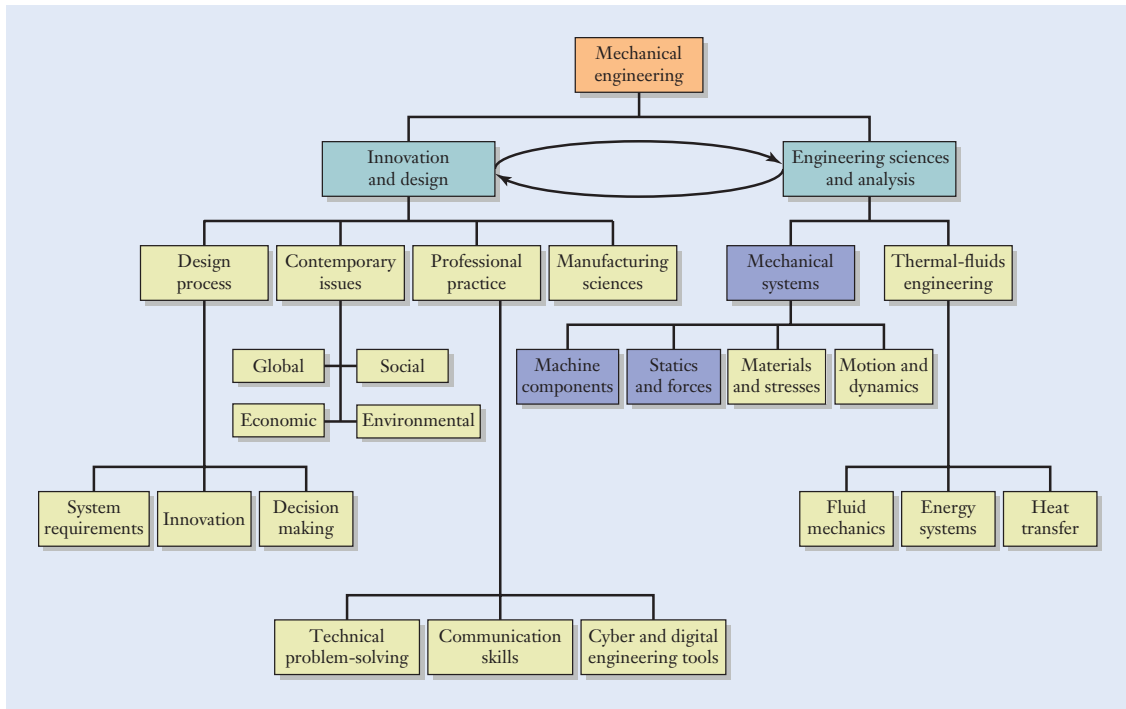 Mechanical
engineering
Innovation
and design
Engineering sciences
and analysis
Design
process
Contemporary
issues
Professional
practice
Manufacturing
sciences
Mechanical
systems
Thermal-fluids
engineering
Global
Social
Economic
Environmental
Machine
components
Statics
and forces
Materials
and stresses
Motion and
dynamics
System
requirements
Innovation
Decision
making
Fluid
mechanics
Energy
systems
Heat
transfer
Technical
problem-solving
Communication
skills
Cyber and digital
engineering tools